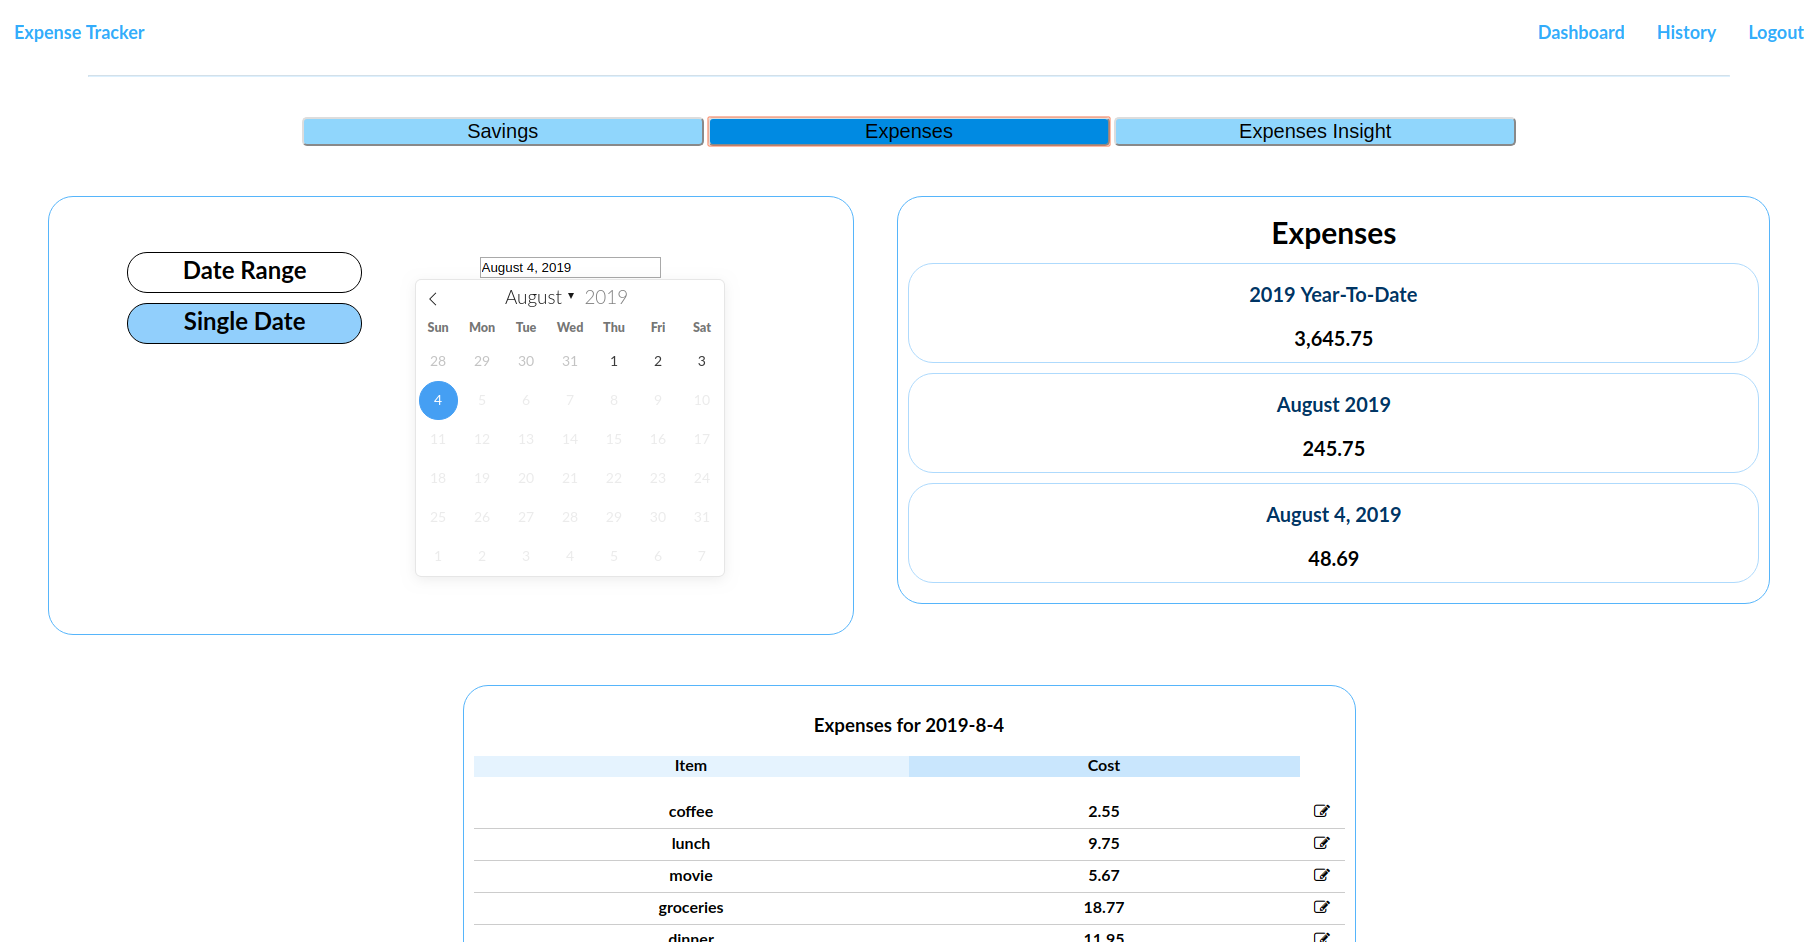 Expense Tracker Dashboard History Logout
Savings Expenses Expenses Insight
Date Range
Single Date
August 4, 2019
August 2019
Sun Mon Tue Wed Thu Fri Sat
28 29 30 31 1 2 3
4 5 6 7 8 9 10
11 12 13 14 15 16 17
18 19 20 21 22 23 24
25 26 27 28 29 30 31
1 2 3 4 5 6 7
Expenses
2019 Year-To-Date
3,645.75
August 2019
245.75
August 4, 2019
48.69
Expenses for 2019-8-4
Item Cost
coffee 2.55
lunch 9.75
movie 5.67
groceries 18.77
dinner 11.95